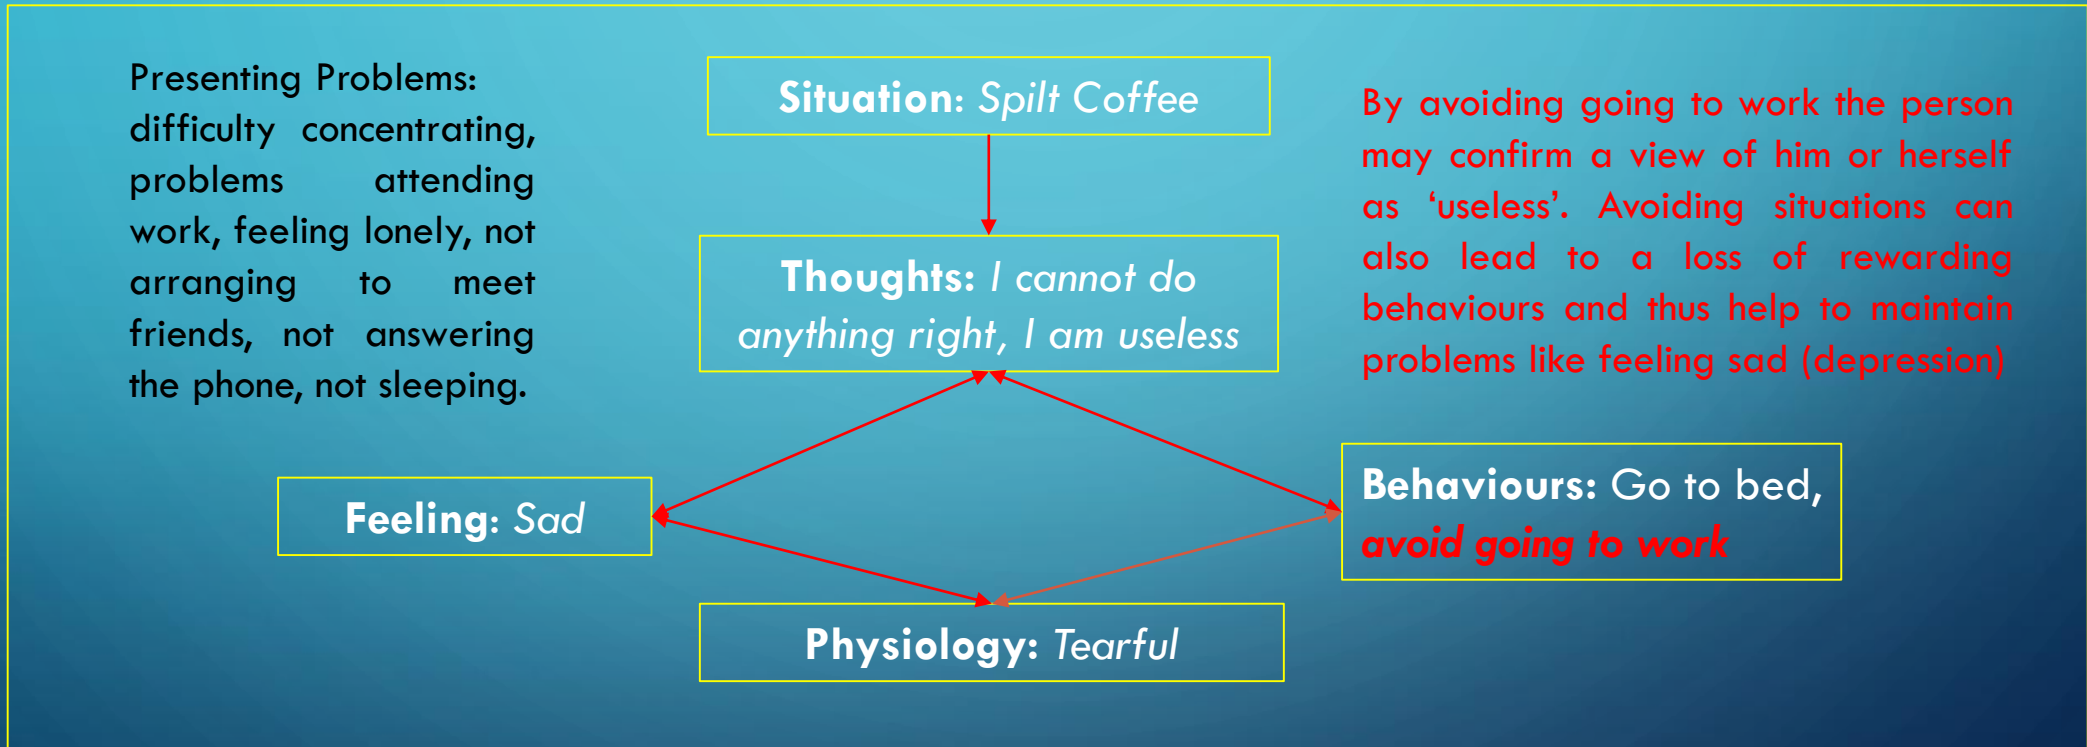 Presenting Problems:
difficulty concentrating,
problems attending
work, feeling lonely, not
arranging to meet
friends, not answering
the phone, not sleeping.
Situation: Spilt Coffee
Thoughts: I cannot do
anything right, I am useless
By avoiding going to work the person
may confirm a view of him or herself
as ‘useless’. Avoiding situations can
also lead to a loss of rewarding
behaviours and thus help to maintain
problems like feeling sad (depression)
Feeling: Sad
Behaviours: Go to bed,
avoid going to work
Physiology: Tearful